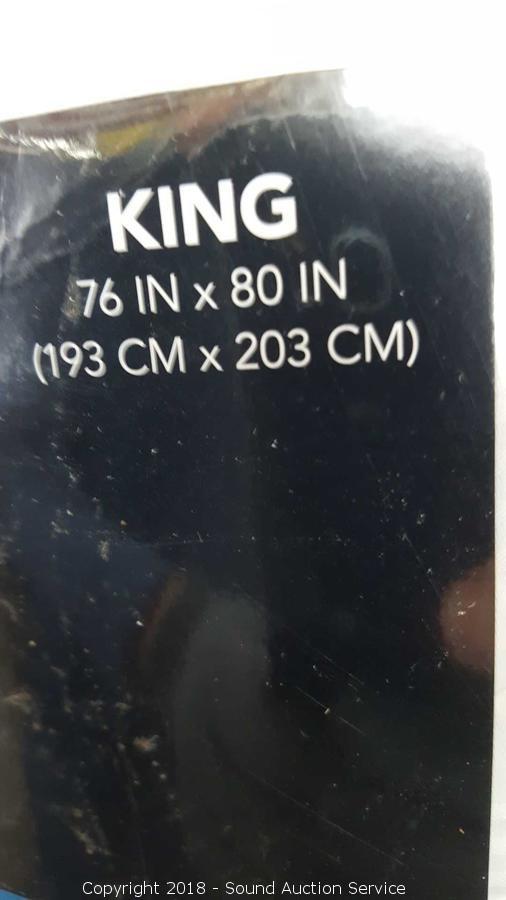 KING
76 IN x 80 IN
(193 CM x 203 CM)
Copyright 2018 - Sound Auction Service